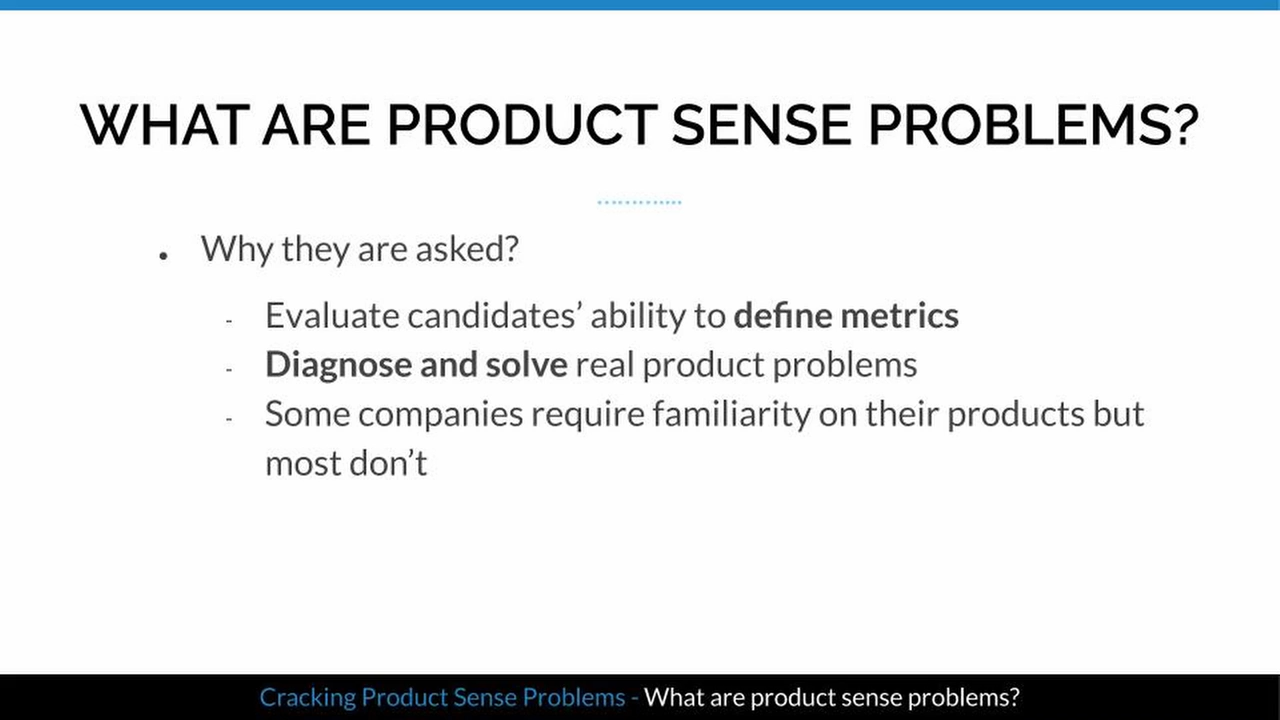 WHAT ARE PRODUCT SENSE PROBLEMS?
• Why they are asked?
- Evaluate candidates’ ability to define metrics
- Diagnose and solve real product problems
- Some companies require familiarity on their products but
most don’t
Cracking Product Sense Problems - What are product sense problems?